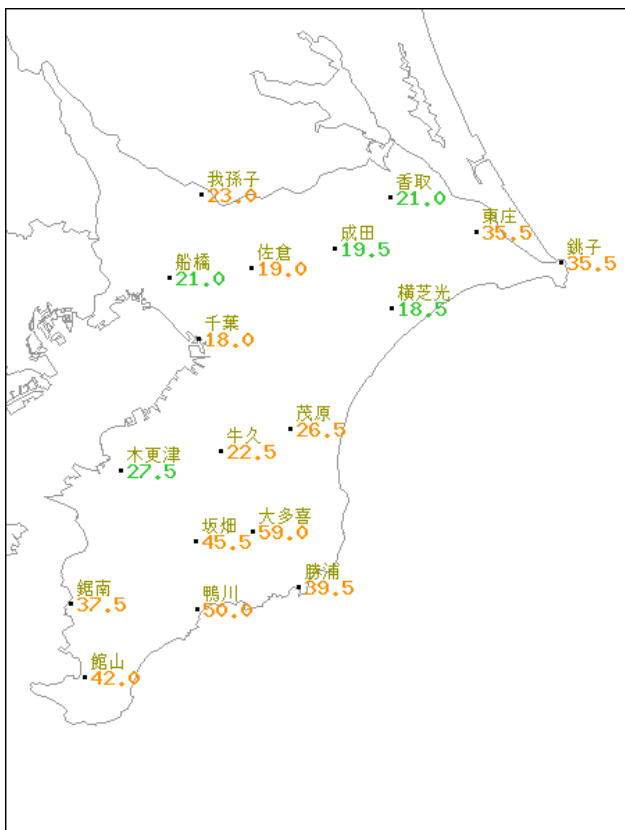 我孫子
23.0
香取
21.0
東庄
35.5
銚子
35.5
成田
19.5
佐倉
19.0
船橋
21.0
横芝光
18.5
千葉
18.0
茂原
26.5
牛久
22.5
木更津
27.5
大多喜
59.0
坂畑
45.5
勝浦
39.5
鋸南
37.5
鴨川
50.0
館山
42.0